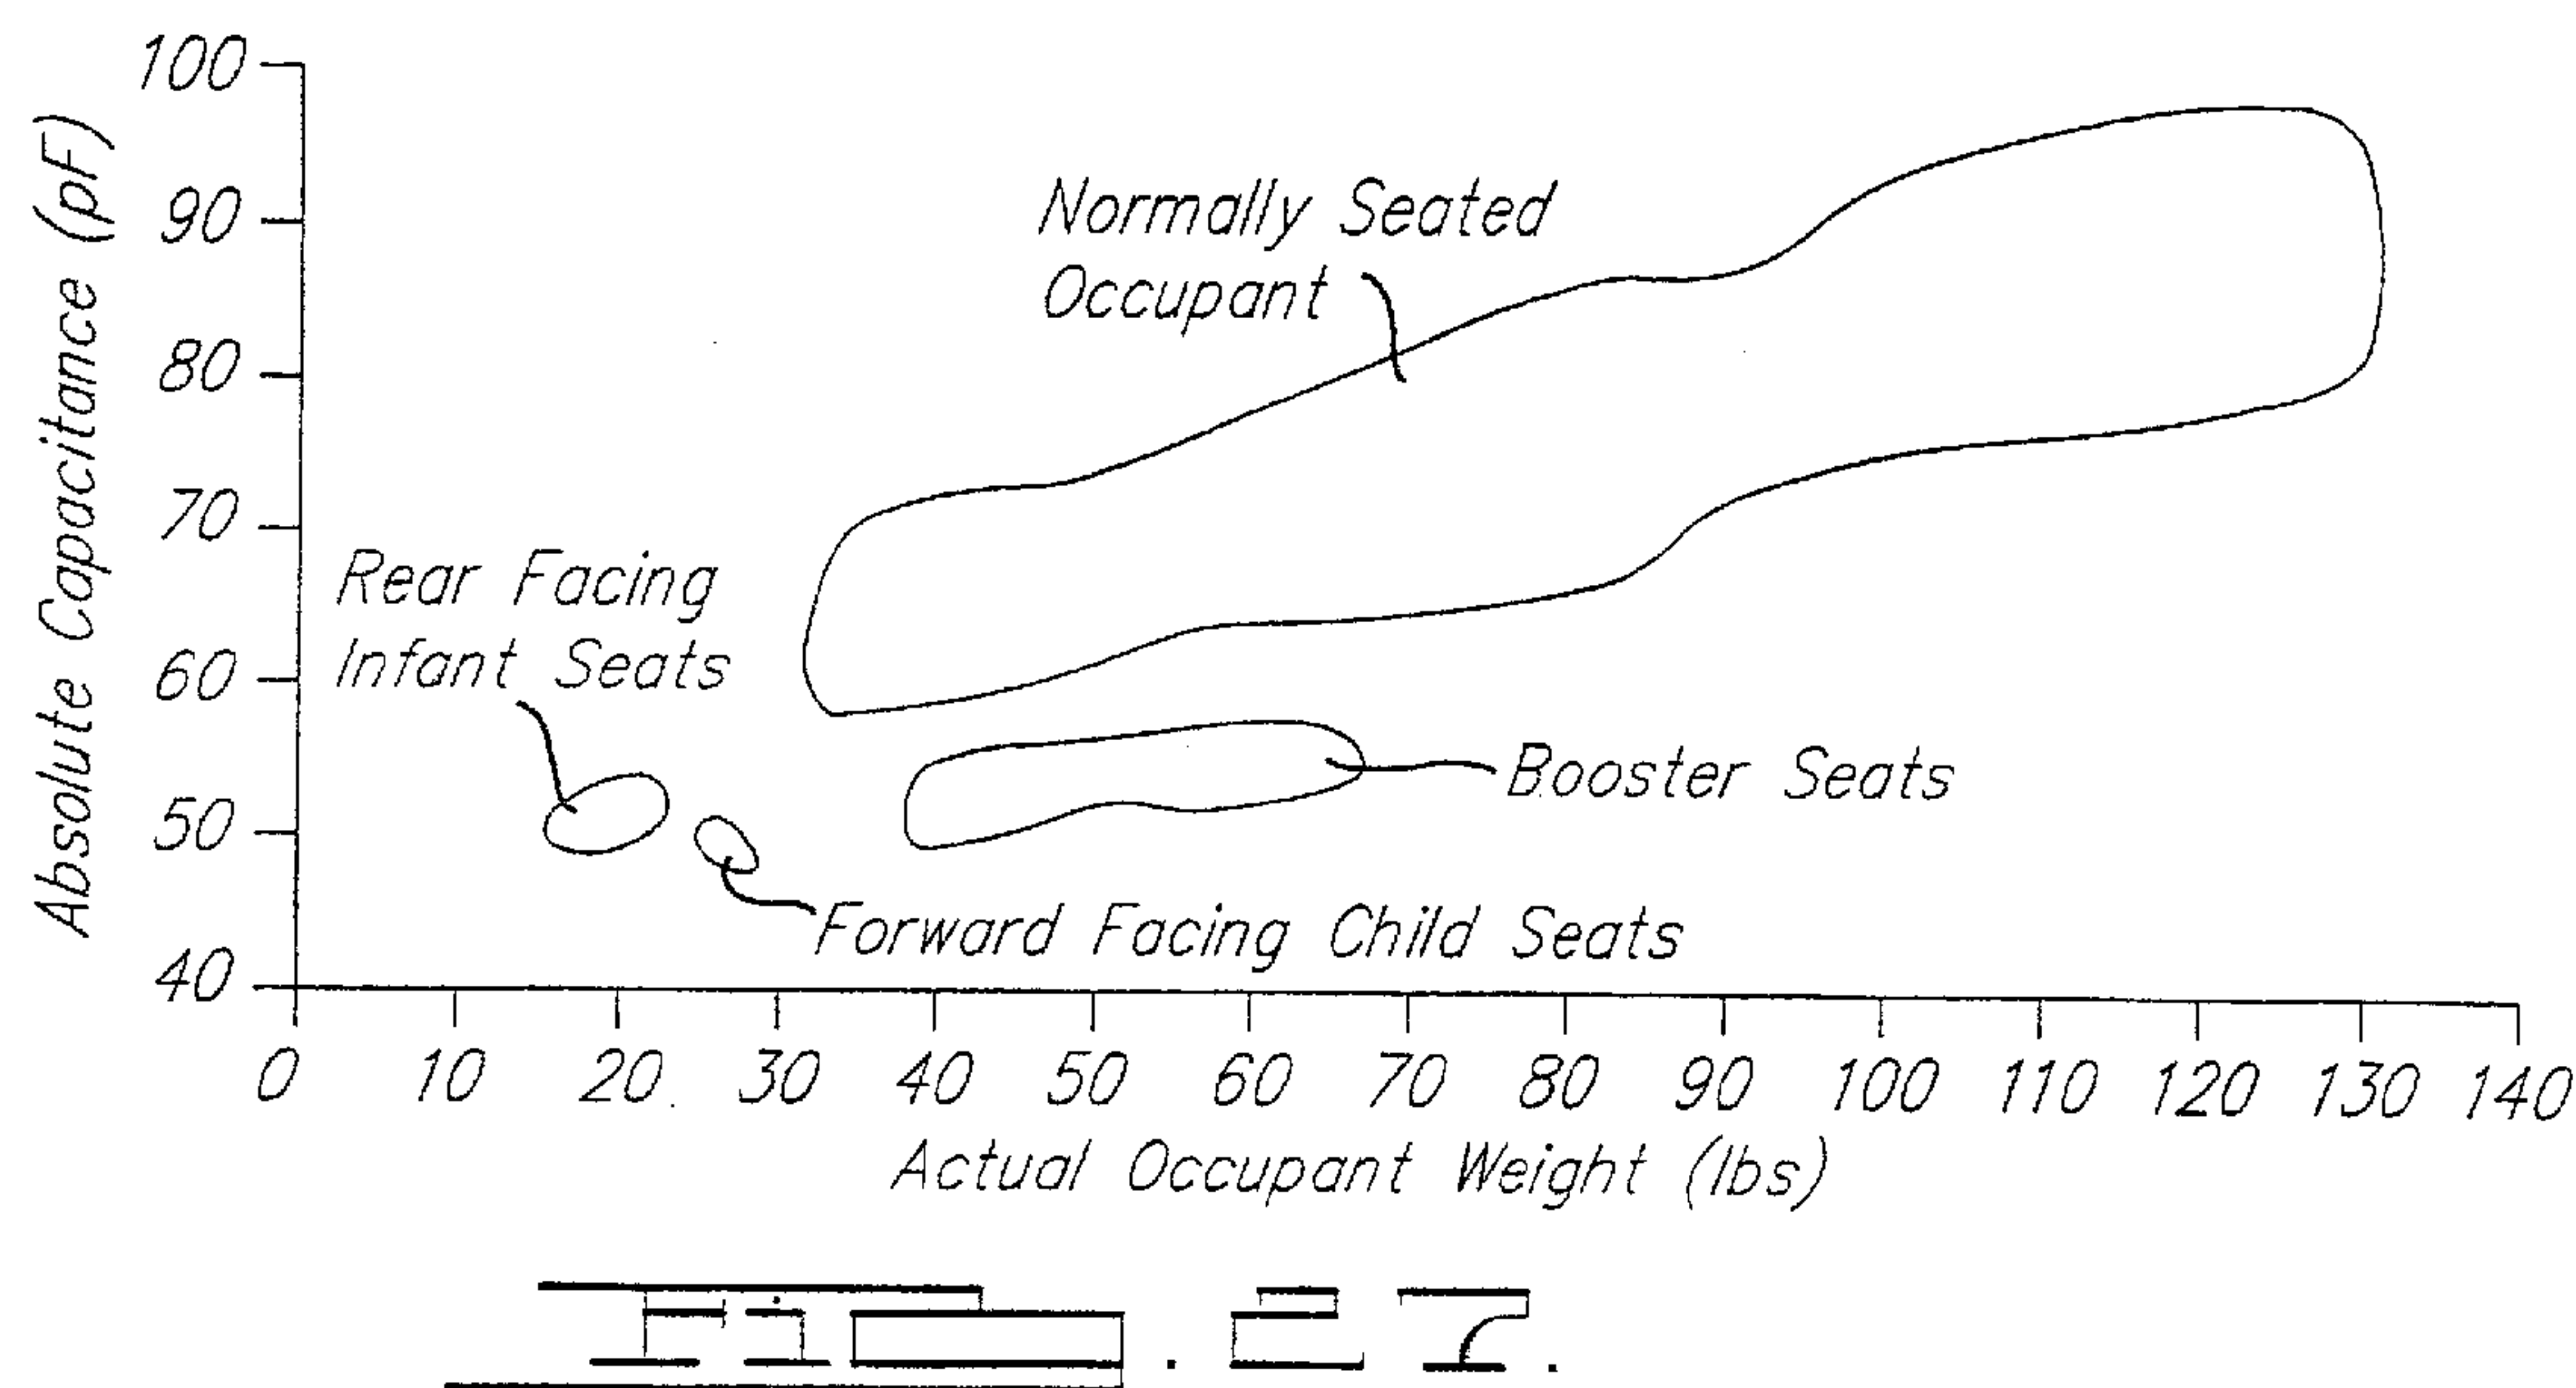 Absolute Capacitance (pF)
100
90
80
70
60
50
40
Normally Seated
Occupant
Rear Facing
Infant Seats
Booster Seats
Forward Facing Child Seats
0 10 20 30 40 50 60 70 80 90 100 110 120 130 140
Actual Occupant Weight (lbs)